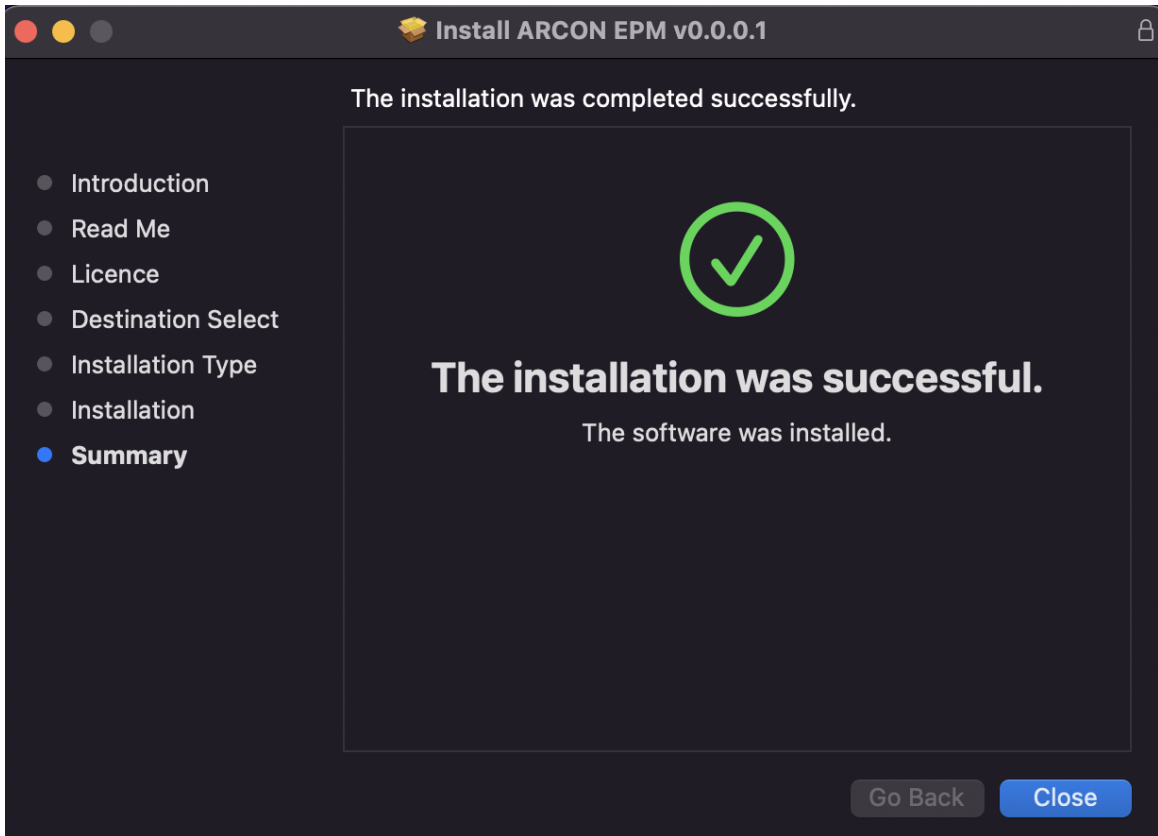 Install ARCON EPM v0.0.0.1
The installation was completed successfully.
Introduction
Read Me
Licence
Destination Select
Installation Type
Installation
Summary
The installation was successful.
The software was installed.
Go Back
Close